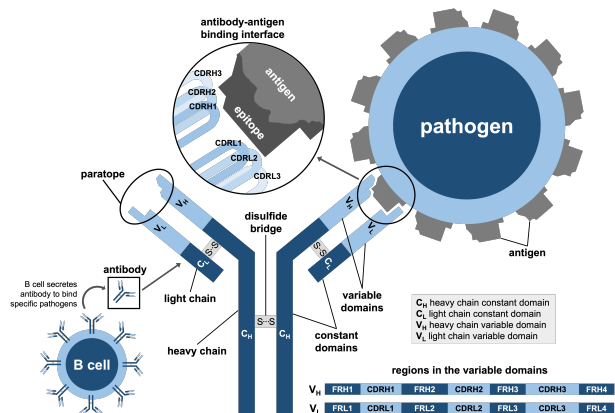 antibody-antigen
binding interface
CDRH3
CDRH2
CDRH1
antigen
epitope
CDRL1
CDRL2
CDRL3
pathogen
paratope
VH
VL
VH
VL
disulfide
bridge
antigen
antibody
B cell secretes
antibody to bind
specific pathogens
S-S
CL
S-S
CL
light chain
variable
domains
CH
S-S
CH
constant
domains
heavy chain
CH heavy chain constant domain
CL light chain constant domain
VH heavy chain variable domain
VL light chain variable domain
B cell
regions in the variable domains
VH FRH1 CDRH1 FRH2 CDRH2 FRH3 CDRH3 FRH4
VL FRL1 CDRL1 FRL2 CDRL2 FRL3 CDRL3 FRL4